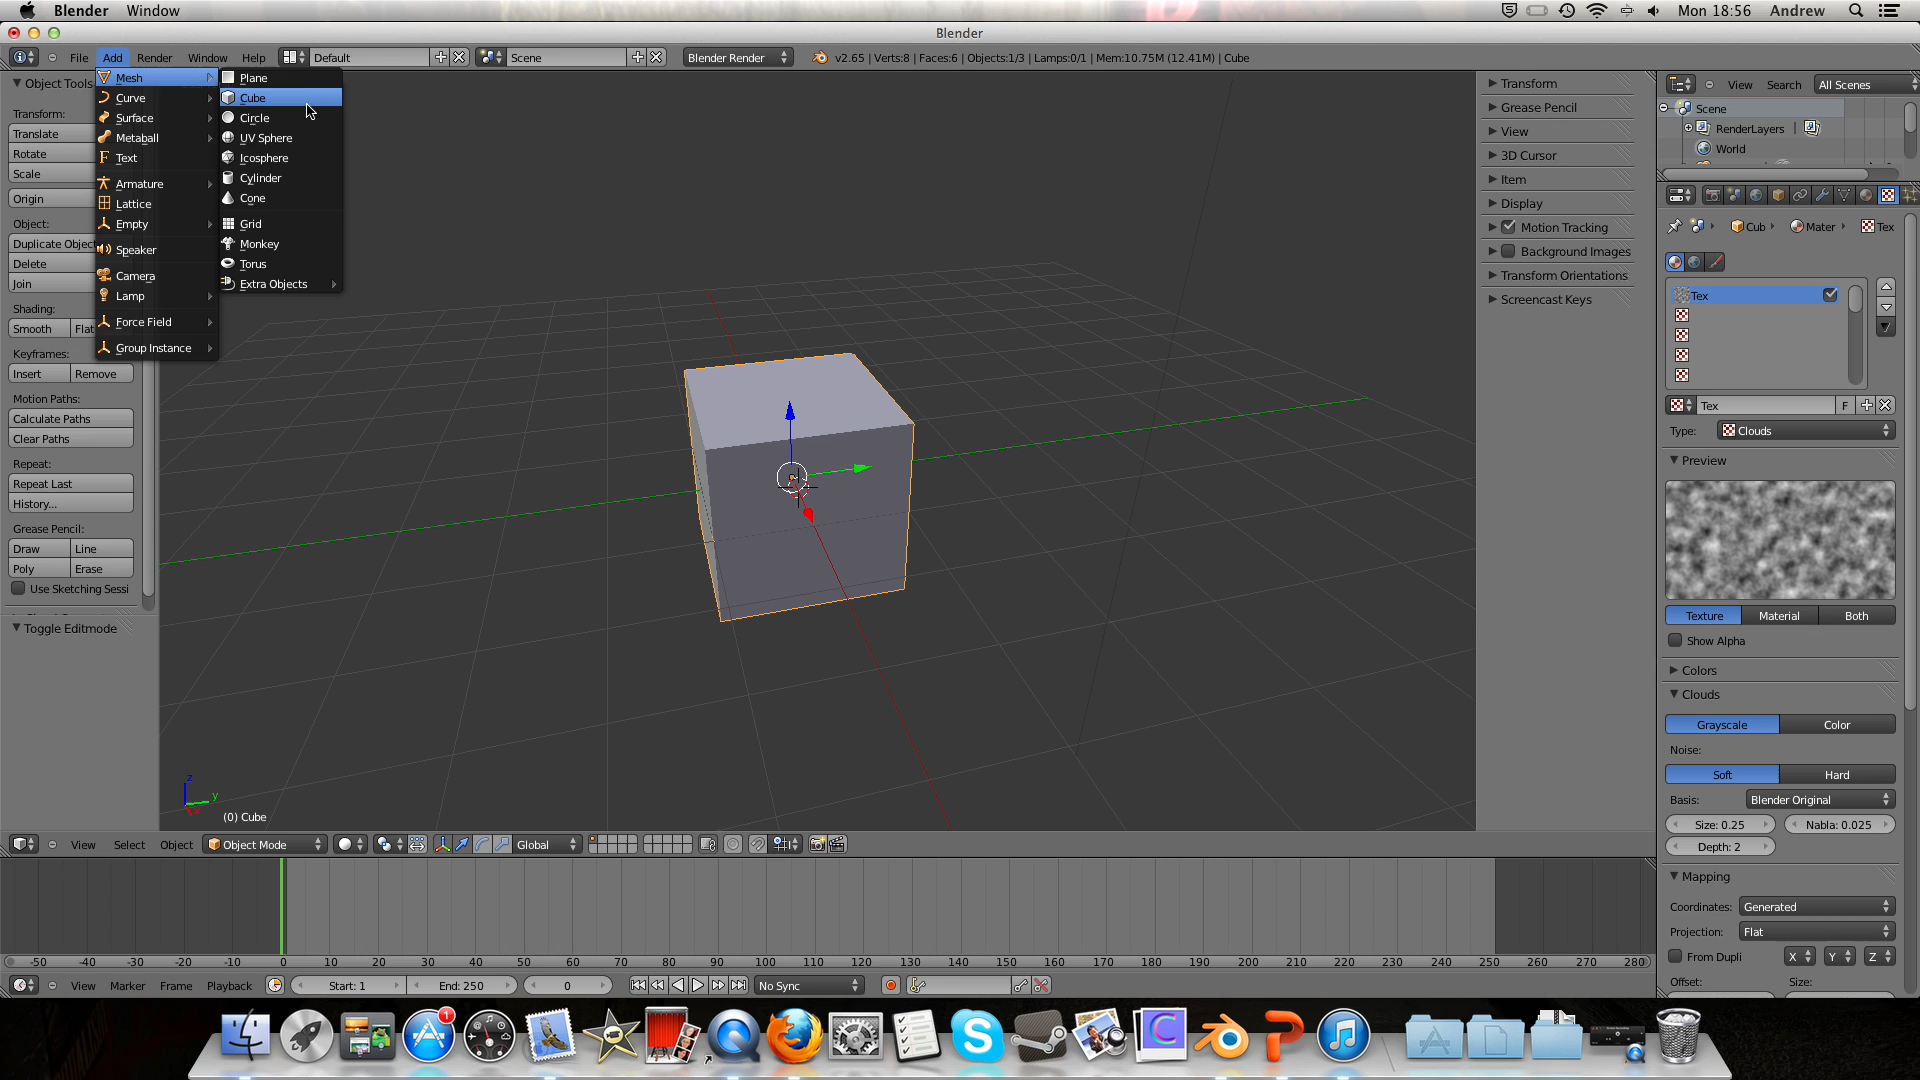 Blender Window
Mon 18:56 Andrew
Blender
File Add Render Window Help Default Scene Blender Render v2.65 | Verts:8 | Faces:6 | Objects:1/3 | Lamps:0/1 | Mem:10.75M (12.41M) | Cube
Object Tools
Transform:
Translate
Rotate
Scale
Origin
Object:
Duplicate Objec
Delete
Join
Shading:
Smooth Flat
Keyframes:
Insert Remove
Motion Paths:
Calculate Paths
Clear Paths
Repeat:
Repeat Last
History...
Grease Pencil:
Draw Line
Poly Erase
Use Sketching Sessi
Toggle Editmode
Mesh
Curve
Surface
Metaball
Text
Armature
Lattice
Empty
Speaker
Camera
Lamp
Force Field
Group Instance
Plane
Cube
Circle
UV Sphere
Icosphere
Cylinder
Cone
Grid
Monkey
Torus
Extra Objects
z
y
(0) Cube
Transform
Grease Pencil
View
3D Cursor
Item
Display
Motion Tracking
Background Images
Transform Orientations
Screencast Keys
View Search All Scenes
Scene
RenderLayers |
World
Cub Mater Tex
Tex
Tex F
Type: Clouds
Preview
Texture Material Both
Show Alpha
Colors
Clouds
Grayscale Color
Noise:
Soft Hard
Basis: Blender Original
Size: 0.25 Nabla: 0.025
Depth: 2
Mapping
Coordinates: Generated
Projection: Flat
From Dupli X Y Z
Offset: Size:
View Select Object Object Mode Global
-50 -40 -30 -20 -10 0 10 20 30 40 50 60 70 80 90 100 110 120 130 140 150 160 170 180 190 200 210 220 230 240 250 260 270 280
View Marker Frame Playback Start: 1 End: 250 0 No Sync
1